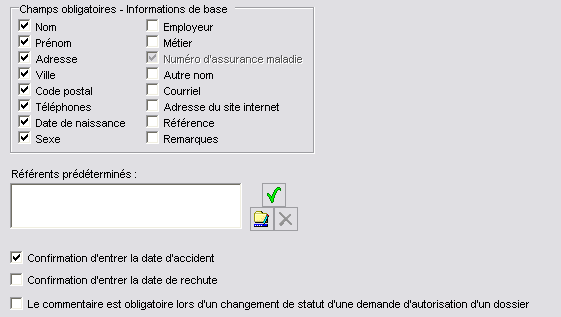 Champs obligatoires - Informations de base
Nom
Employeur
Prénom
Métier
Adresse
Numéro d'assurance maladie
Ville
Autre nom
Code postal
Courriel
Téléphones
Adresse du site internet
Date de naissance
Référence
Sexe
Remarques
Référents prédéterminés :
Confirmation d'entrer la date d'accident
Confirmation d'entrer la date de rechute
Le commentaire est obligatoire lors d'un changement de statut d'une demande d'autorisation d'un dossier